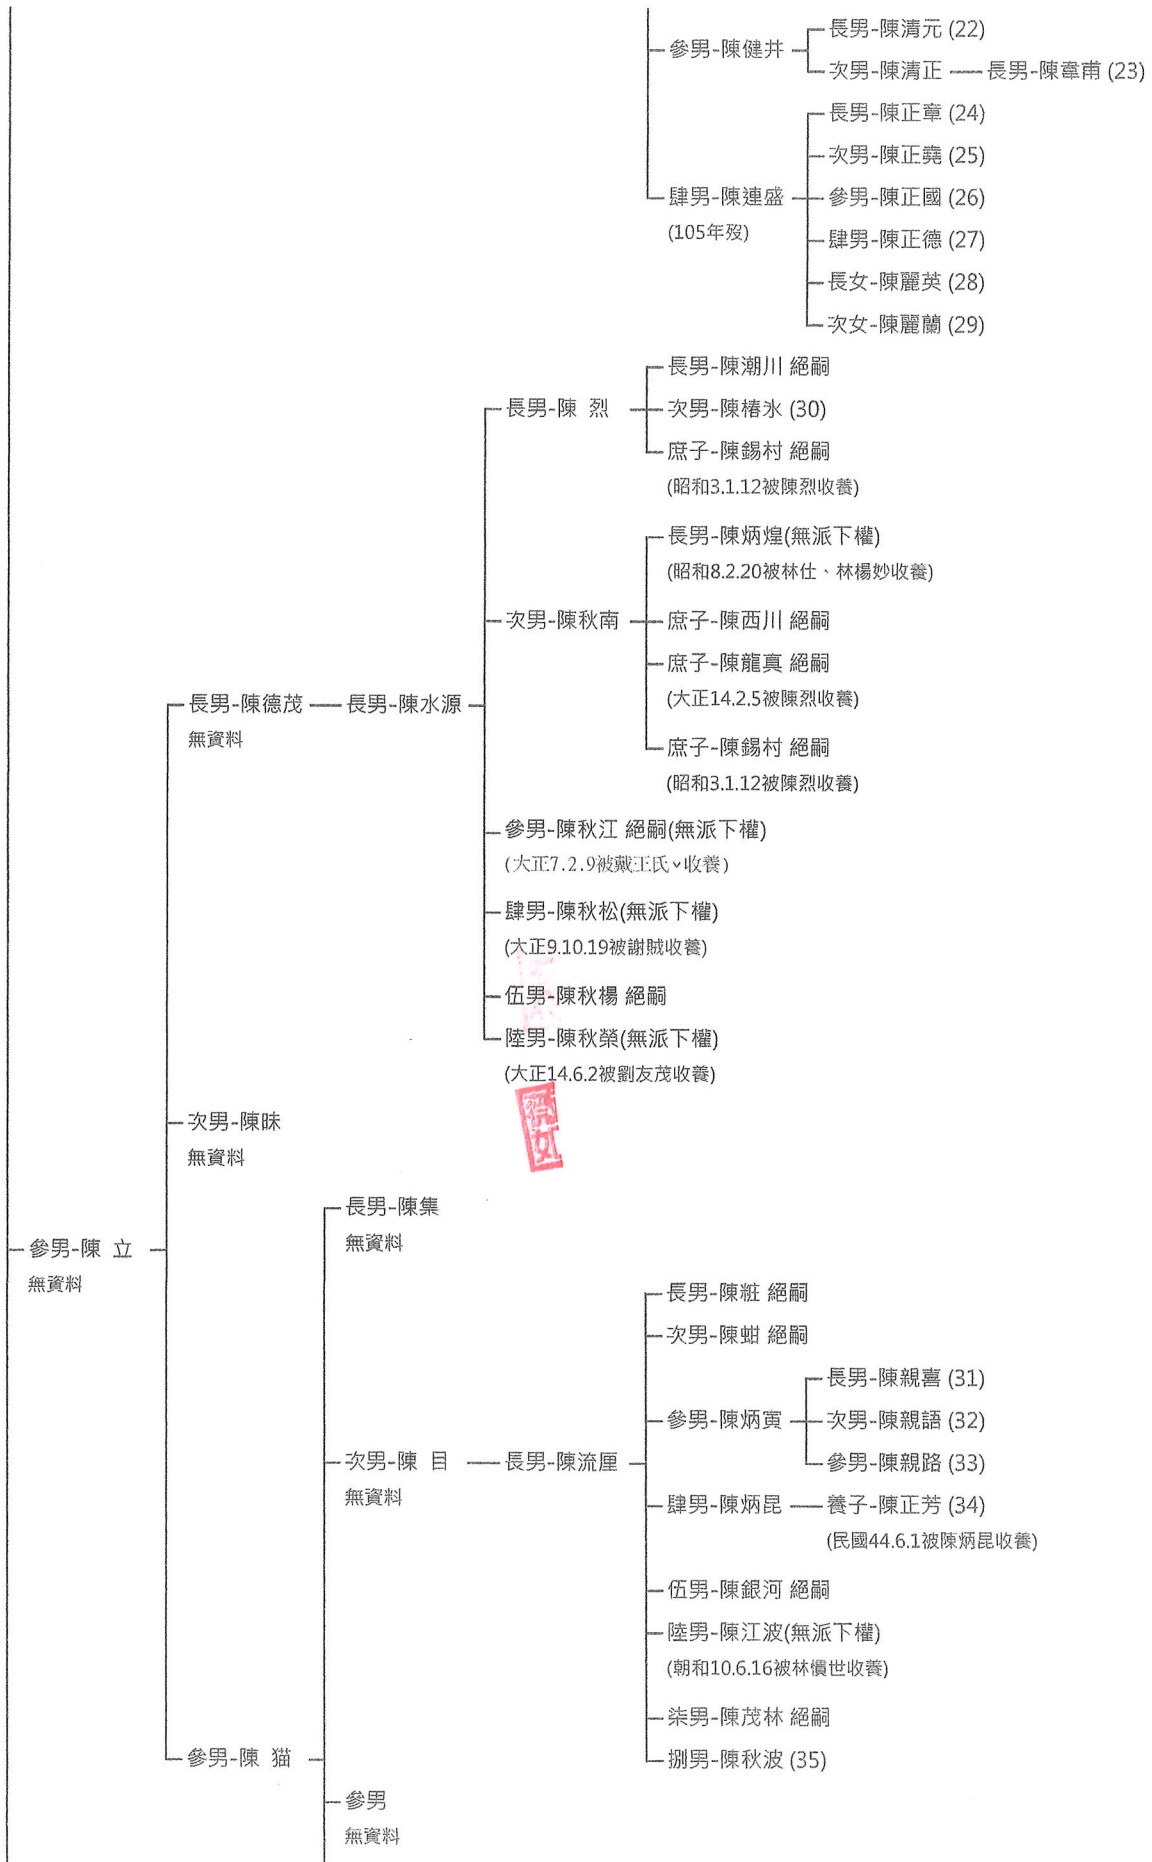 參男-陳健井
長男-陳清元 (22)
次男-陳清正
長男-陳韋甫 (23)
肆男-陳連盛
(105年歿)
長男-陳正章 (24)
次男-陳正堯 (25)
參男-陳正國 (26)
肆男-陳正德 (27)
長女-陳麗英 (28)
次女-陳麗蘭 (29)
參男-陳 立
無資料
長男-陳德茂
無資料
長男-陳水源
長男-陳 烈
長男-陳潮川 絕嗣
次男-陳椿氷 (30)
庶子-陳錫村 絕嗣
(昭和3.1.12被陳烈收養)
次男-陳秋南
長男-陳炳煌(無派下權)
(昭和8.2.20被林仕、林楊妙收養)
庶子-陳西川 絕嗣
庶子-陳龍真 絕嗣
(大正14.2.5被陳烈收養)
庶子-陳錫村 絕嗣
(昭和3.1.12被陳烈收養)
參男-陳秋江 絕嗣(無派下權)
(大正7.2.9被戴王氏˅收養)
肆男-陳秋松(無派下權)
(大正9.10.19被謝賊收養)
伍男-陳秋楊 絕嗣
陸男-陳秋榮(無派下權)
(大正14.6.2被劉友茂收養)
次男-陳昧
無資料
參男-陳 猫
長男-陳集
無資料
次男-陳 目
無資料
長男-陳流厘
長男-陳粧 絕嗣
次男-陳蚶 絕嗣
參男-陳炳寅
長男-陳親喜 (31)
次男-陳親語 (32)
參男-陳親路 (33)
肆男-陳炳昆
養子-陳正芳 (34)
(民國44.6.1被陳炳昆收養)
伍男-陳銀河 絕嗣
陸男-陳江波(無派下權)
(朝和10.6.16被林慣世收養)
柒男-陳茂林 絕嗣
捌男-陳秋波 (35)
參男
無資料